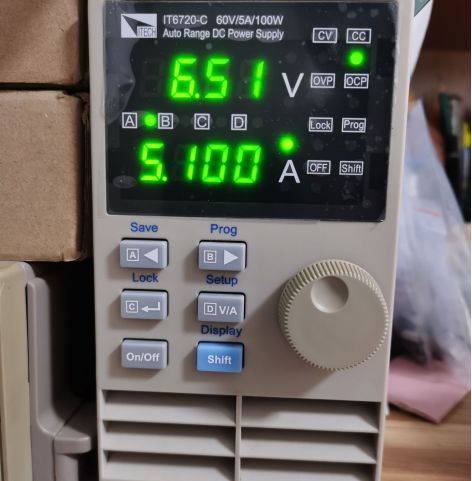 ITECH
IT6720-C 60V/5A/100W
Auto Range DC Power Supply
CV CC
6.51 V
OVP OCP
A B C D
Lock Prog
5.100 A
OFF Shift
Save Prog
A B
Lock Setup
C D V/A
Display
On/Off Shift